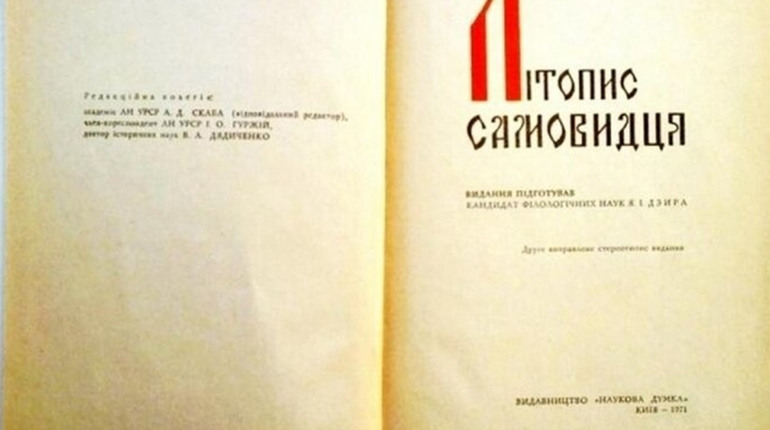 Редакційна колегія:
академік АН УРСР А. Д. СКАБА (відповідальний редактор),
член-кореспондент АН УРСР І. О. ГУРЖІЙ,
доктор історичних наук В. А. ДЯДИЧЕНКО
ЛІТОПИС
САМОВИДЦЯ
ВИДАННЯ ПІДГОТУВАВ
КАНДИДАТ ФІЛОЛОГІЧНИХ НАУК Я. І. ДЗИРА
Друге виправлене стереотипне видання
ВИДАВНИЦТВО «НАУКОВА ДУМКА»
КИЇВ — 1971